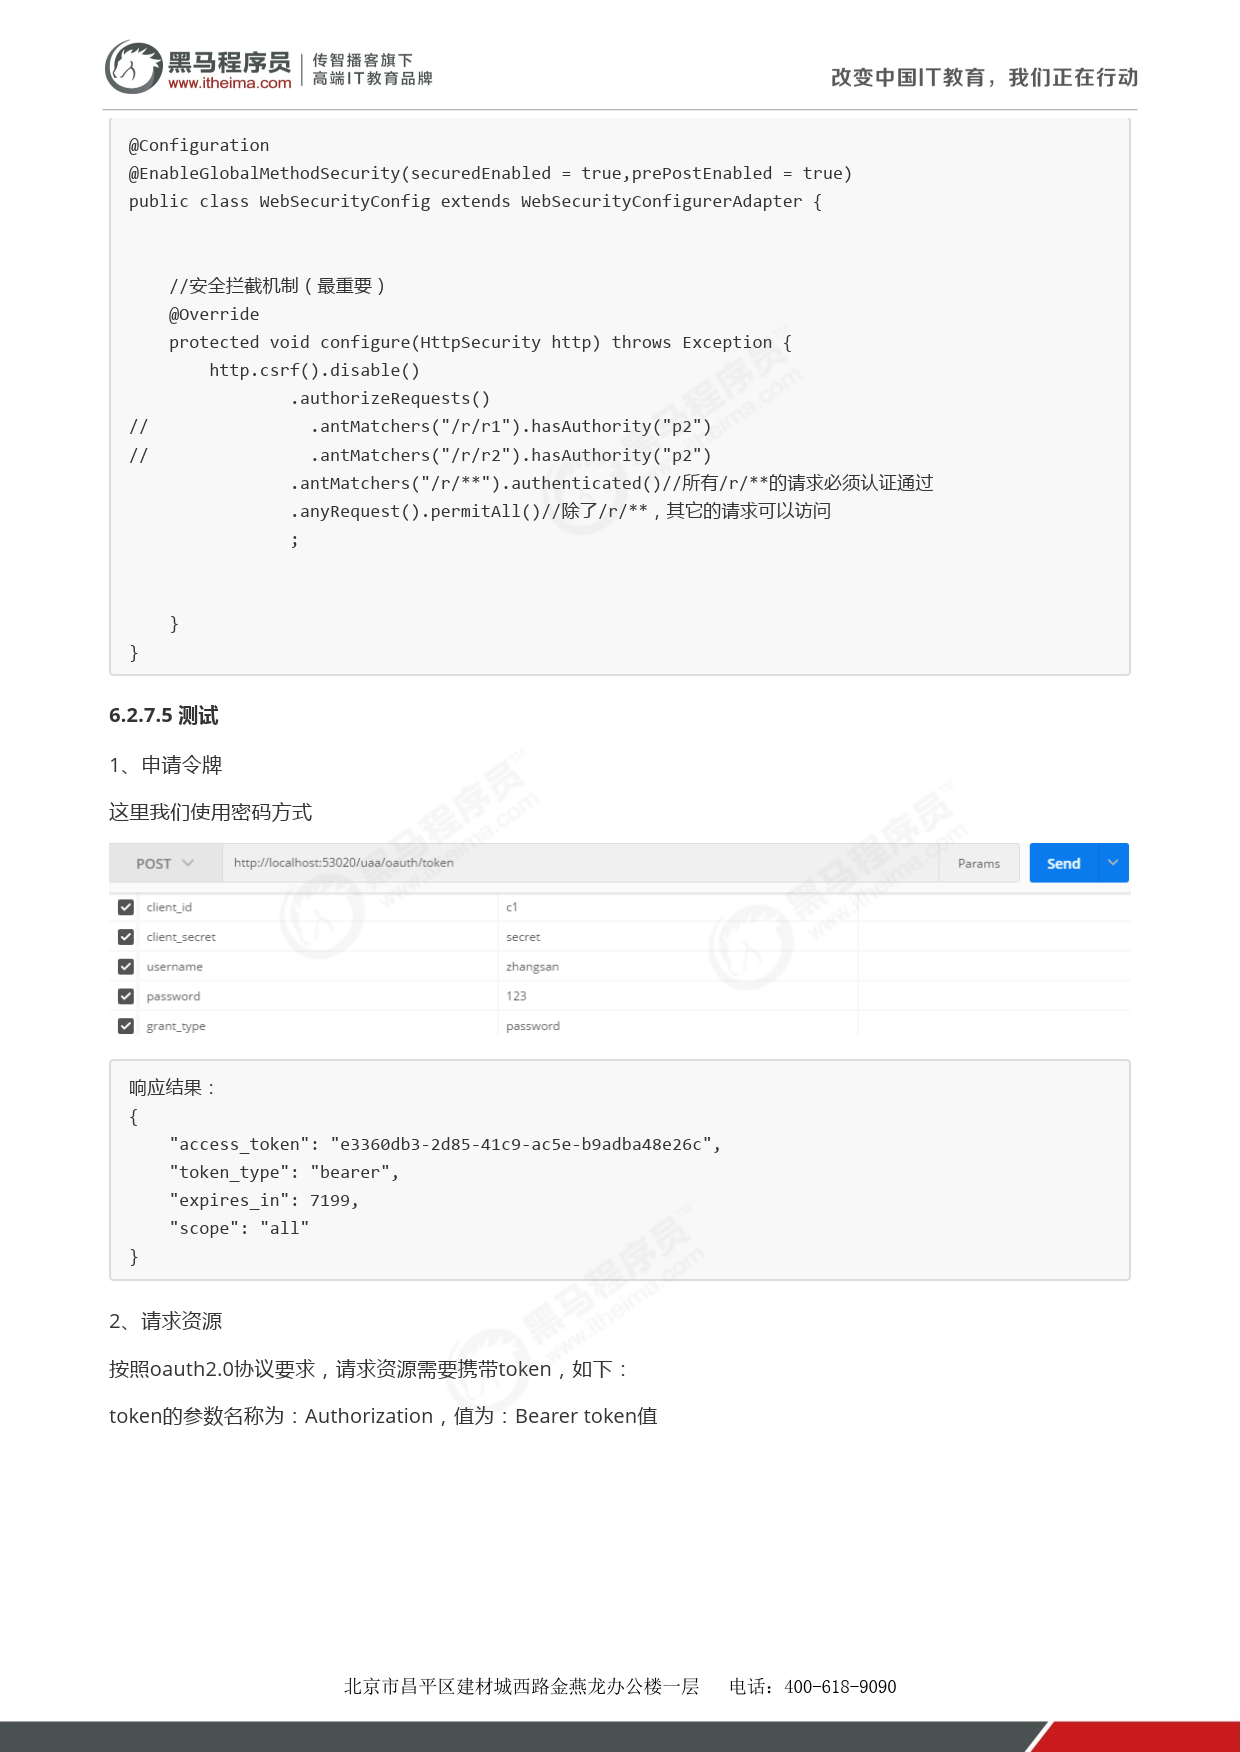 黑马程序员
www.itheima.com
传智播客旗下
高端IT教育品牌
改变中国IT教育，我们正在行动
@Configuration
@EnableGlobalMethodSecurity(securedEnabled = true,prePostEnabled = true)
public class WebSecurityConfig extends WebSecurityConfigurerAdapter {
    //安全拦截机制（最重要）
    @Override
    protected void configure(HttpSecurity http) throws Exception {
        http.csrf().disable()
                .authorizeRequests()
//                .antMatchers("/r/r1").hasAuthority("p2")
//                .antMatchers("/r/r2").hasAuthority("p2")
                .antMatchers("/r/**").authenticated()//所有/r/**的请求必须认证通过
                .anyRequest().permitAll()//除了/r/**，其它的请求可以访问
                ;
    }
}
6.2.7.5 测试
1、申请令牌
这里我们使用密码方式
POST http://localhost:53020/uaa/oauth/token Params Send
client_id c1
client_secret secret
username zhangsan
password 123
grant_type password
响应结果：
{
    "access_token": "e3360db3-2d85-41c9-ac5e-b9adba48e26c",
    "token_type": "bearer",
    "expires_in": 7199,
    "scope": "all"
}
2、请求资源
按照oauth2.0协议要求，请求资源需要携带token，如下：
token的参数名称为：Authorization，值为：Bearer token值
北京市昌平区建材城西路金燕龙办公楼一层 电话：400-618-9090